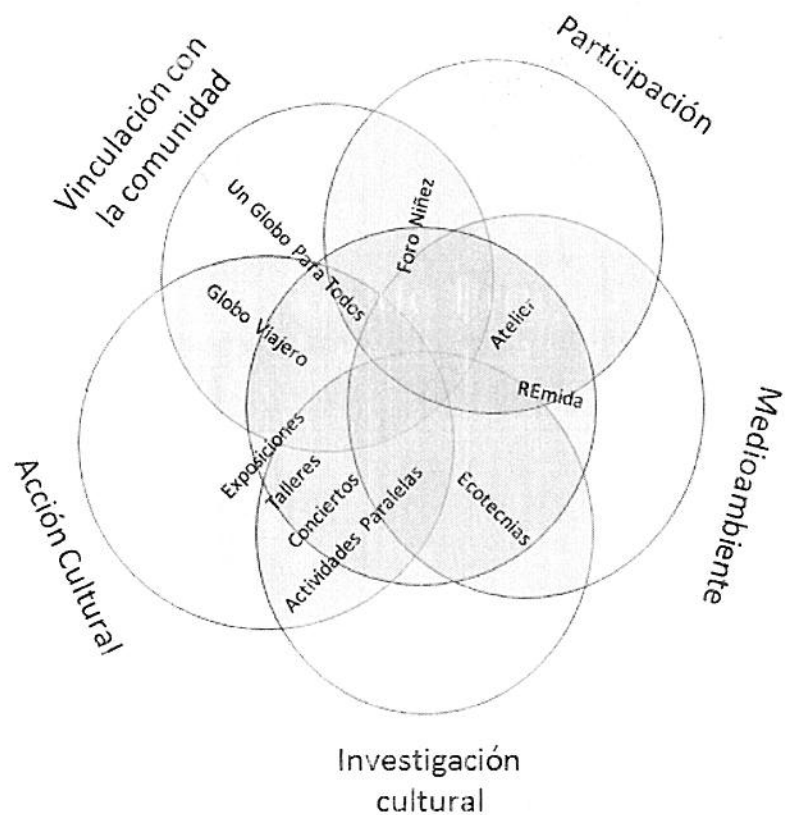 Participación
Vinculación con
la comunidad
Foro Niñez
Un Globo Para Todos
Globo Viajero
REmida
Medioambiente
Exposiciones
Talleres
Conciertos
Actividades Paralelas
Ecotecnias
Acción Cultural
Investigación
cultural